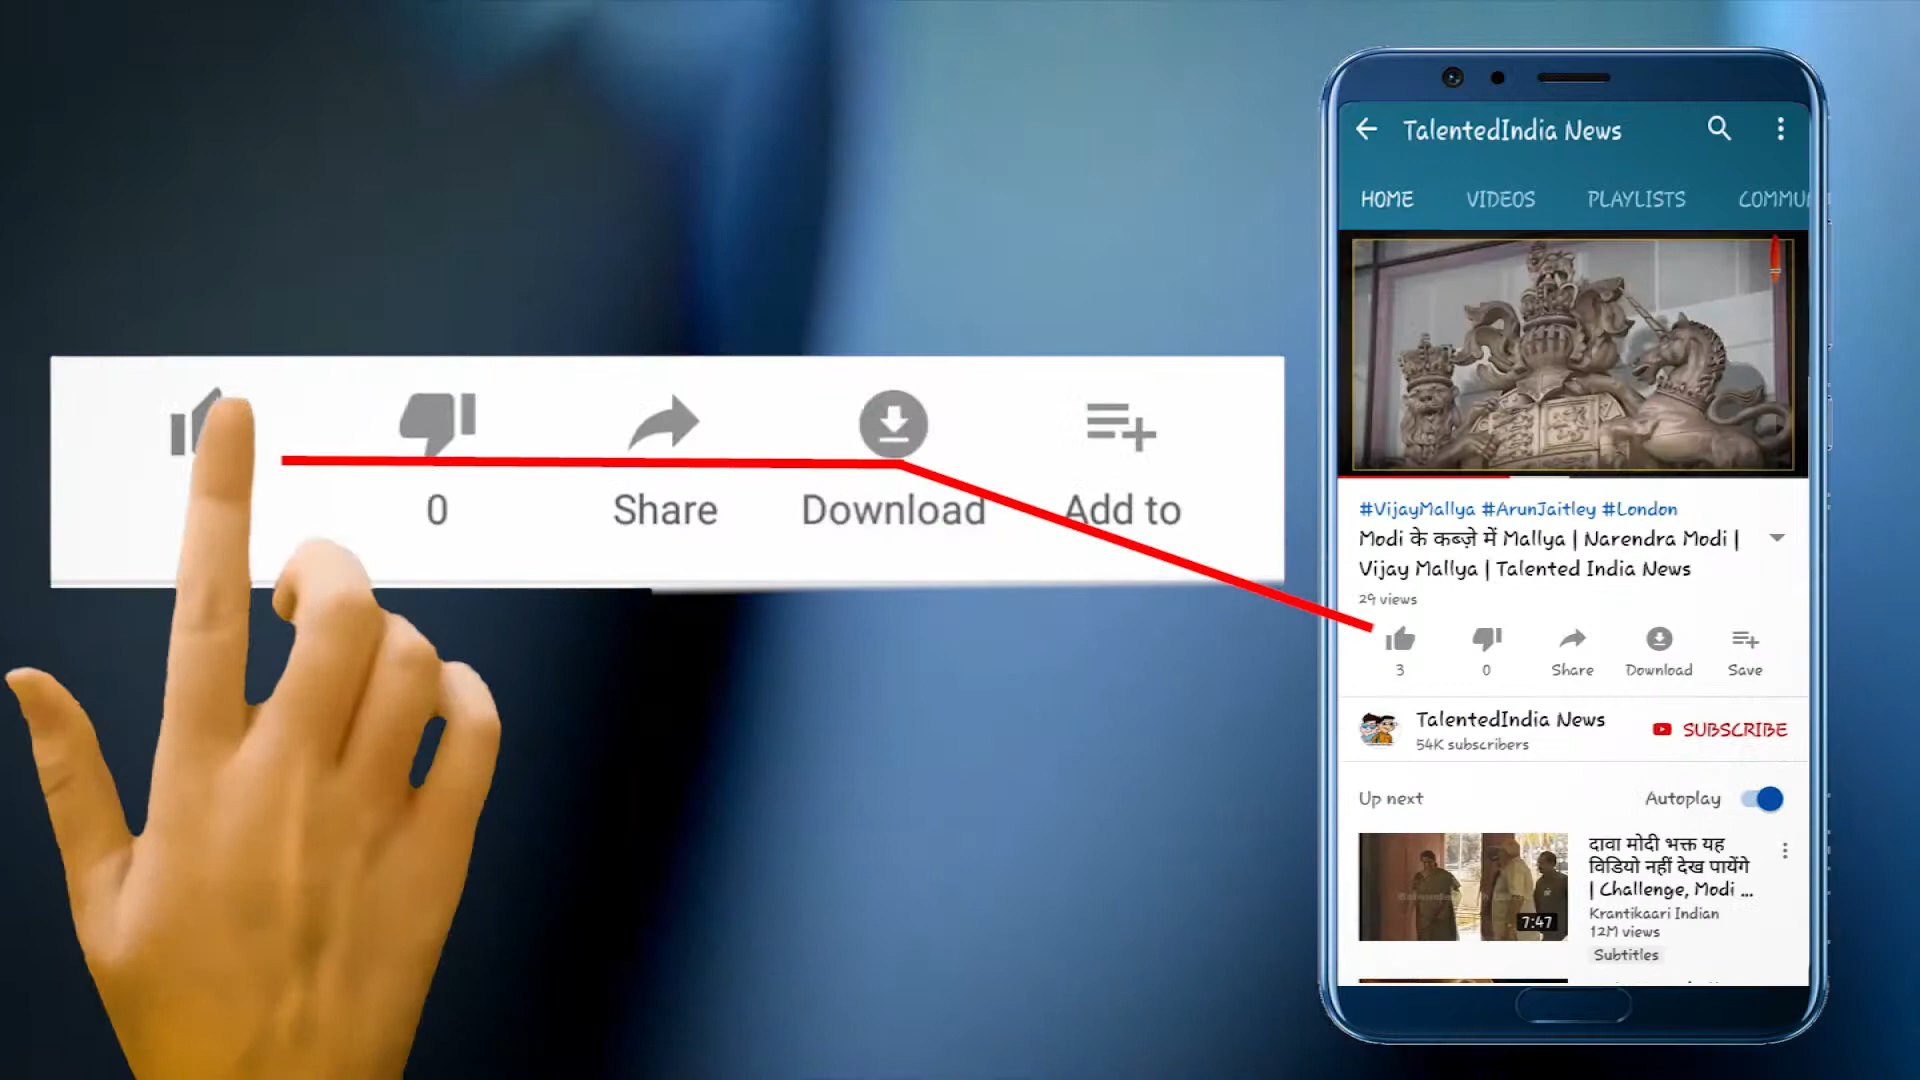 0
Share
Download
Add to
TalentedIndia News
HOME
VIDEOS
PLAYLISTS
COMMU
#VijayMallya #ArunJaitley #London
Modi के कब्ज़े में Mallya | Narendra Modi |
Vijay Mallya | Talented India News
29 views
3
0
Share
Download
Save
TalentedIndia News
54K subscribers
SUBSCRIBE
Up next
Autoplay
7:47
दावा मोदी भक्त यह
विडियो नहीं देख पायेंगे
| Challenge, Modi ...
Krantikaari Indian
12M views
Subtitles